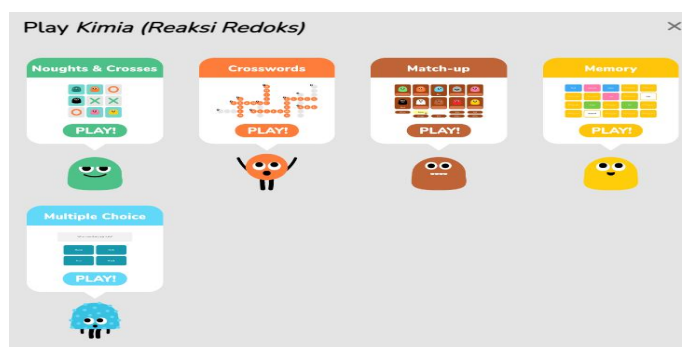 Play Kimia (Reaksi Redoks)
Noughts & Crosses
Crosswords
Match-up
Memory
PLAY!
PLAY!
PLAY!
PLAY!
Multiple Choice
PLAY!